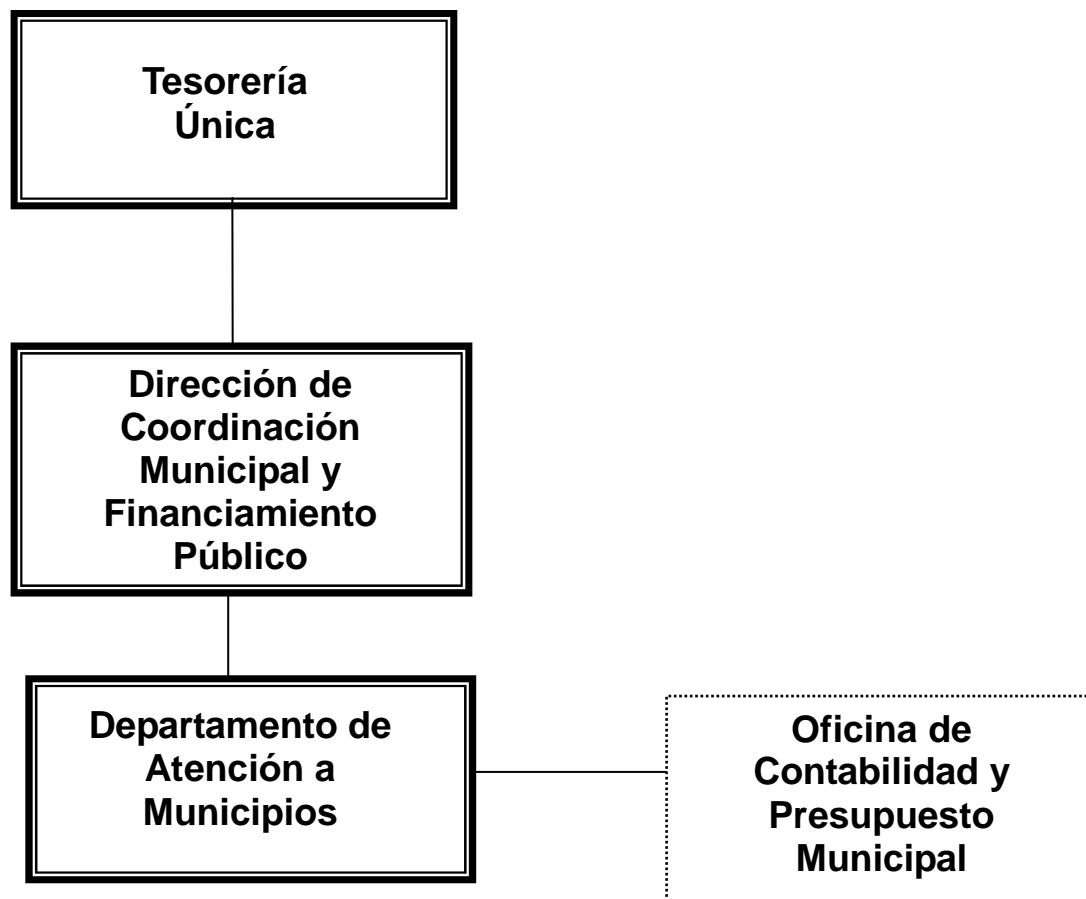 Tesorería
Única
Dirección de
Coordinación
Municipal y
Financiamiento
Público
Departamento de
Atención a
Municipios
Oficina de
Contabilidad y
Presupuesto
Municipal